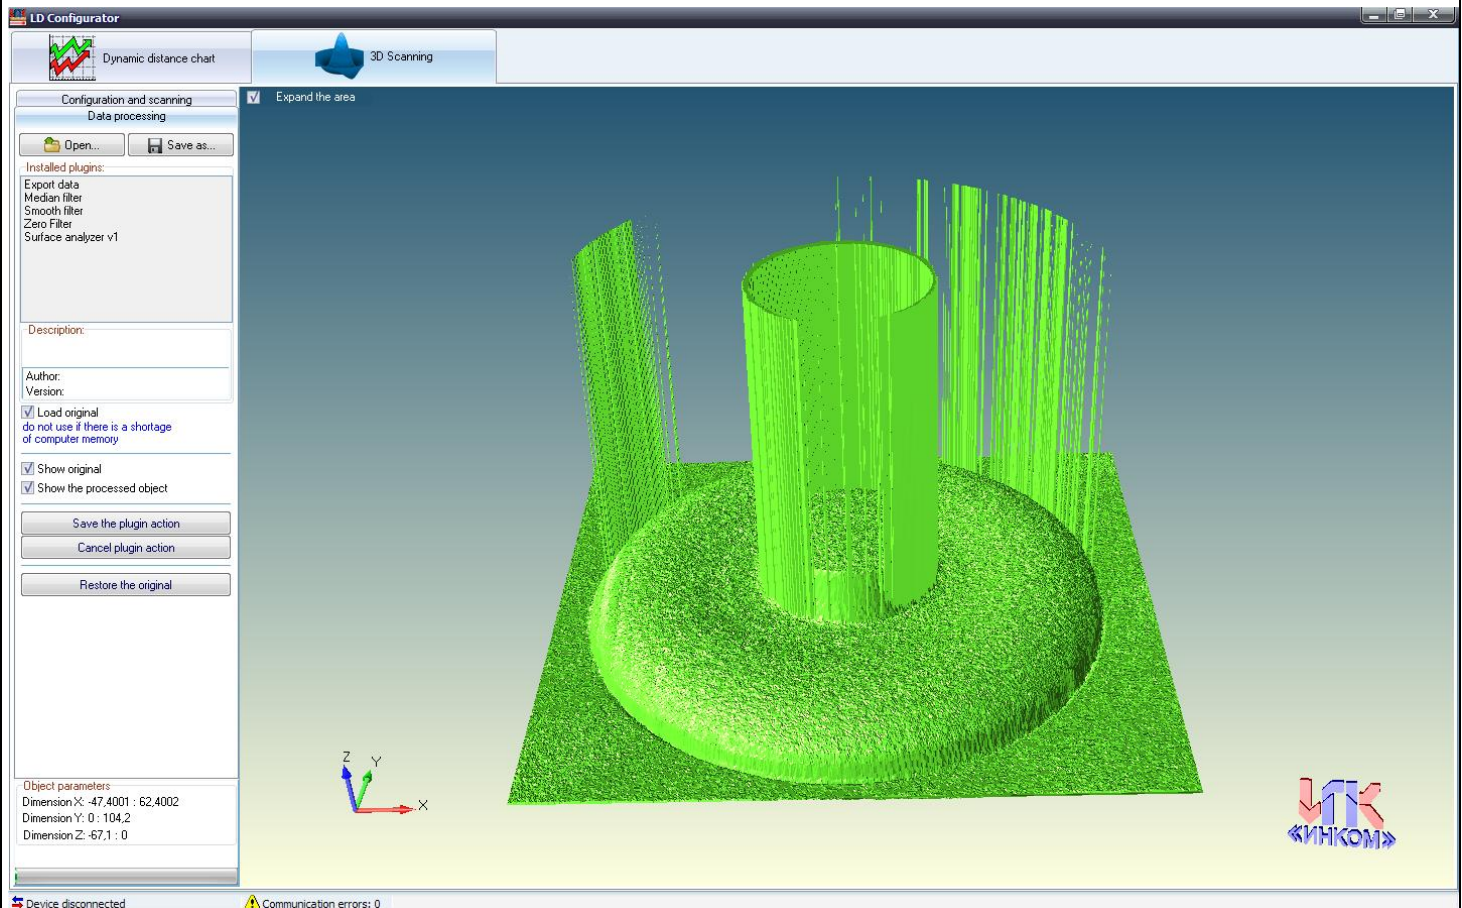 LD Configurator
Dynamic distance chart
3D Scanning
Configuration and scanning
Data processing
Expand the area
Open...
Save as...
Installed plugins:
Export data
Median filter
Smooth filter
Zero Filter
Surface analyzer v1
Description:
Author:
Version:
Load original
do not use if there is a shortage
of computer memory
Show original
Show the processed object
Save the plugin action
Cancel plugin action
Restore the original
Z
Y
X
Object parameters
Dimension X: -47,4001 : 62,4002
Dimension Y: 0 : 104,2
Dimension Z: -67,1 : 0
ИПК
«ИНКОМ»
Device disconnected
Communication errors: 0